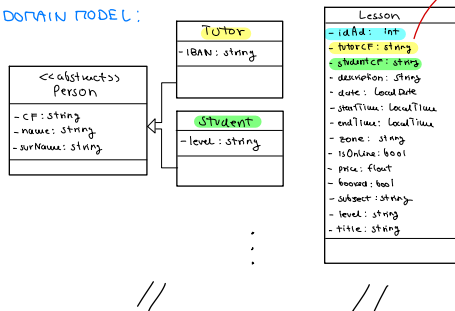 DOMAIN MODEL:
<<abstract>>
Person
- CF: string
- name: string
- surName: string
Tutor
- IBAN: string
Student
- level: string
Lesson
- idAd: int
- tutorCF: string
- studentCF: string
- description: string
- date: LocalDate
- startTime: LocalTime
- endTime: LocalTime
- zone: string
- isOnline: bool
- price: float
- booked: bool
- subject: string
- level: string
- title: string